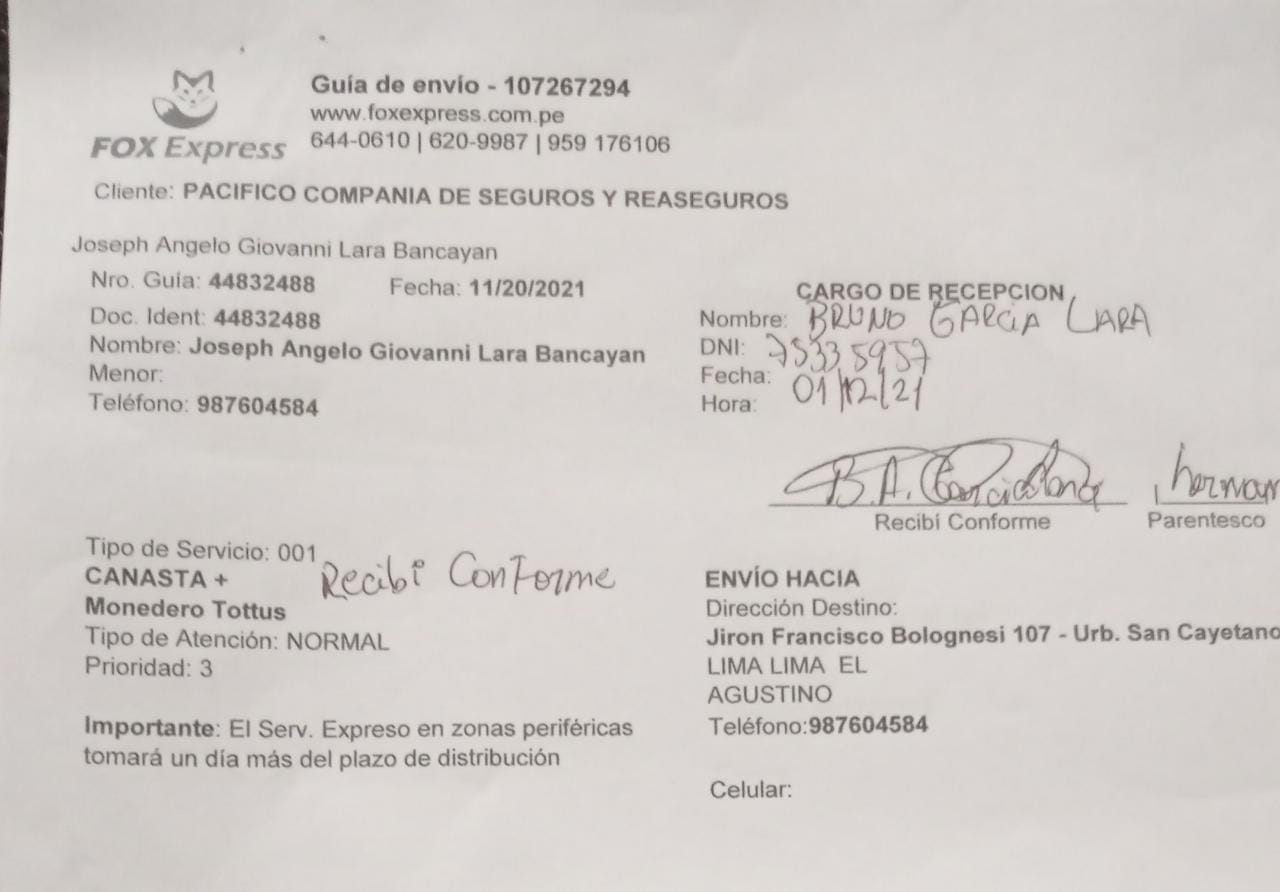 Guía de envío - 107267294
www.foxexpress.com.pe
644-0610 | 620-9987 | 959 176106
FOX Express
Cliente: PACIFICO COMPANIA DE SEGUROS Y REASEGUROS
Joseph Angelo Giovanni Lara Bancayan
Nro. Guía: 44832488 Fecha: 11/20/2021
Doc. Ident: 44832488
Nombre: Joseph Angelo Giovanni Lara Bancayan
Menor:
Teléfono: 987604584
CARGO DE RECEPCION
Nombre: BRUNO GARCIA LARA
DNI: 75335957
Fecha: 01/12/21
Hora:
B.A. Garcia Lara
Recibí Conforme Parentesco
Tipo de Servicio: 001
CANASTA + Recibi Conforme
Monedero Tottus
Tipo de Atención: NORMAL
Prioridad: 3
Importante: El Serv. Expreso en zonas periféricas
tomará un día más del plazo de distribución
ENVÍO HACIA
Dirección Destino:
Jiron Francisco Bolognesi 107 - Urb. San Cayetano
LIMA LIMA EL
AGUSTINO
Teléfono:987604584
Celular: